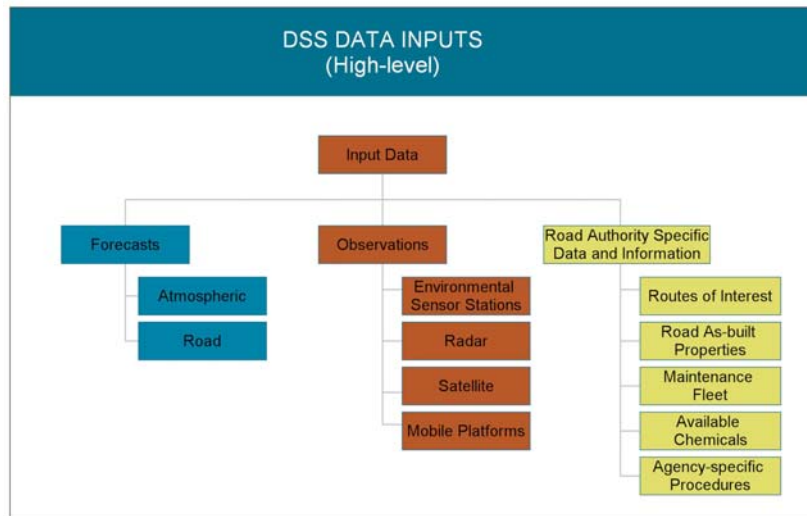 DSS DATA INPUTS
(High-level)
Input Data
Forecasts
Atmospheric
Road
Observations
Environmental
Sensor Stations
Radar
Satellite
Mobile Platforms
Road Authority Specific
Data and Information
Routes of Interest
Road As-built
Properties
Maintenance
Fleet
Available
Chemicals
Agency-specific
Procedures